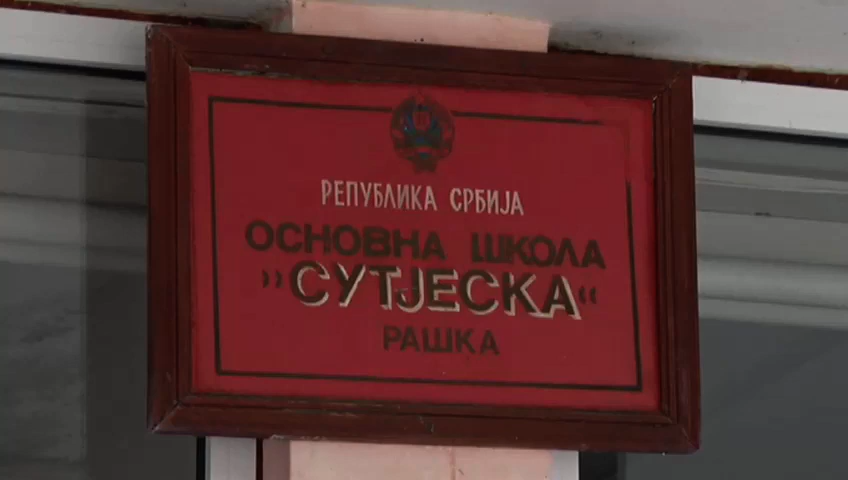 РЕПУБЛИКА СРБИЈА
ОСНОВНА ШКОЛА
"СУТЈЕСКА"
РАШКА